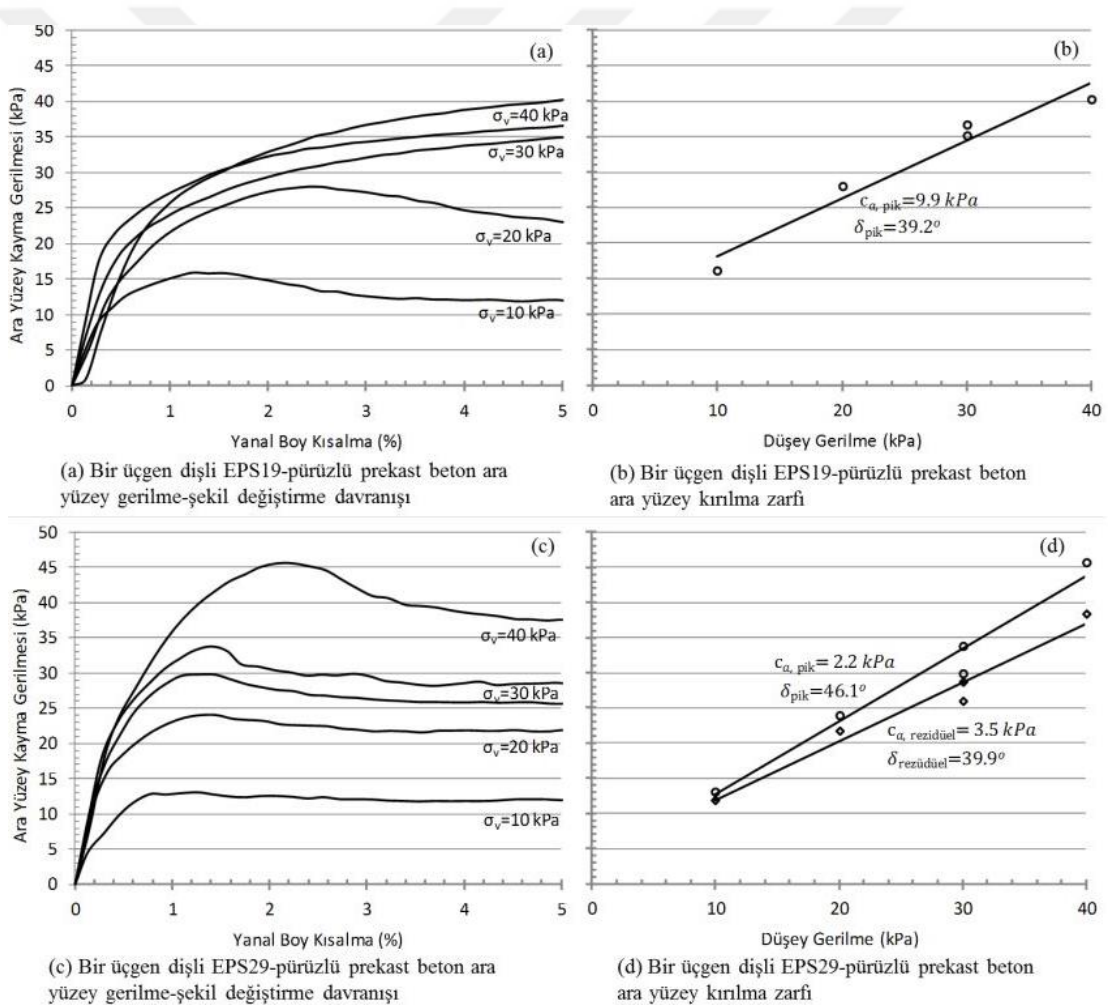 (a)
Ara Yüzey Kayma Gerilmesi (kPa)
50
45
40
35
30
25
20
15
10
5
0
σv=40 kPa
σv=30 kPa
σv=20 kPa
σv=10 kPa
0 1 2 3 4 5
Yanal Boy Kısalma (%)
(a) Bir üçgen dişli EPS19-pürüzlü prekast beton ara
yüzey gerilme-şekil değiştirme davranışı
(b)
cα, pik=9.9 kPa
δpik=39.2o
0 10 20 30 40
Düşey Gerilme (kPa)
(b) Bir üçgen dişli EPS19-pürüzlü prekast beton
ara yüzey kırılma zarfı
(c)
Ara Yüzey Kayma Gerilmesi (kPa)
50
45
40
35
30
25
20
15
10
5
0
σv=40 kPa
σv=30 kPa
σv=20 kPa
σv=10 kPa
0 1 2 3 4 5
Yanal Boy Kısalma (%)
(c) Bir üçgen dişli EPS29-pürüzlü prekast beton ara
yüzey gerilme-şekil değiştirme davranışı
(d)
cα, pik= 2.2 kPa
δpik=46.1o
cα, rezidüel= 3.5 kPa
δrezüdüel=39.9o
0 10 20 30 40
Düşey Gerilme (kPa)
(d) Bir üçgen dişli EPS29-pürüzlü prekast beton
ara yüzey kırılma zarfı